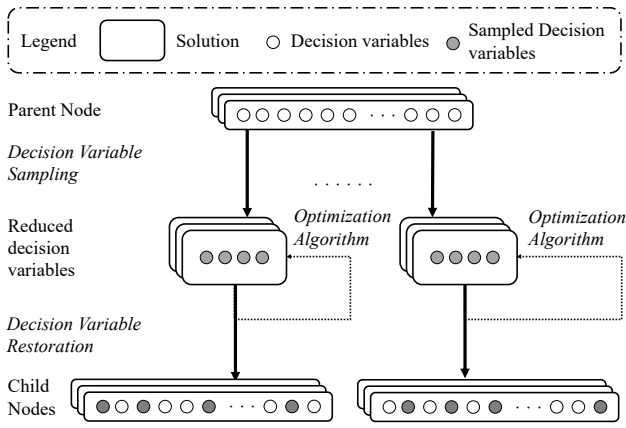 Legend
Solution
Decision variables
Sampled Decision
variables
Parent Node
Decision Variable
Sampling
. . . . . .
Reduced
decision
variables
Optimization
Algorithm
Optimization
Algorithm
Decision Variable
Restoration
Child
Nodes